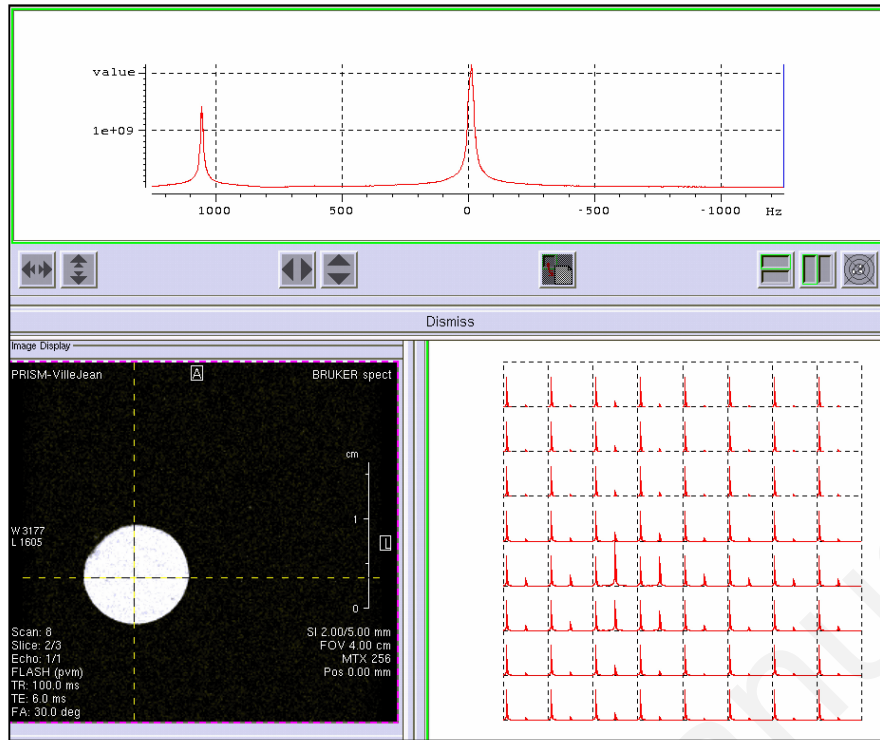 value
1e+09
1000 500 0 -500 -1000 Hz
Dismiss
Image Display
PRISM-VilleJean A BRUKER spect
cm
1
W 3177
L 1605
L
0
Scan: 8 SI 2.00/5.00 mm
Slice: 2/3 FOV 4.00 cm
Echo: 1/1 MTX 256
FLASH (pvm) Pos 0.00 mm
TR: 100.0 ms
TE: 6.0 ms
FA: 30.0 deg